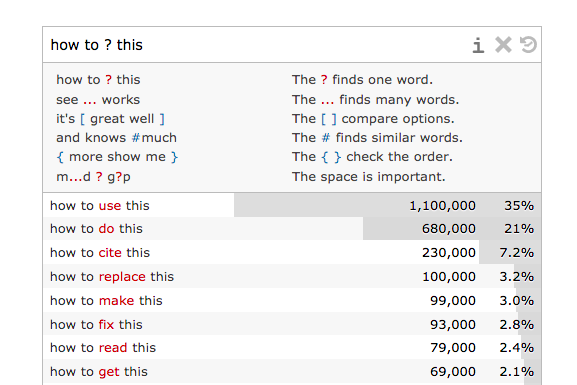 how to ? this
how to ? this The ? finds one word.
see ... works The ... finds many words.
it's [ great well ] The [ ] compare options.
and knows #much The # finds similar words.
{ more show me } The { } check the order.
m...d ? g?p The space is important.
how to use this 1,100,000 35%
how to do this 680,000 21%
how to cite this 230,000 7.2%
how to replace this 100,000 3.2%
how to make this 99,000 3.0%
how to fix this 93,000 2.8%
how to read this 79,000 2.4%
how to get this 69,000 2.1%